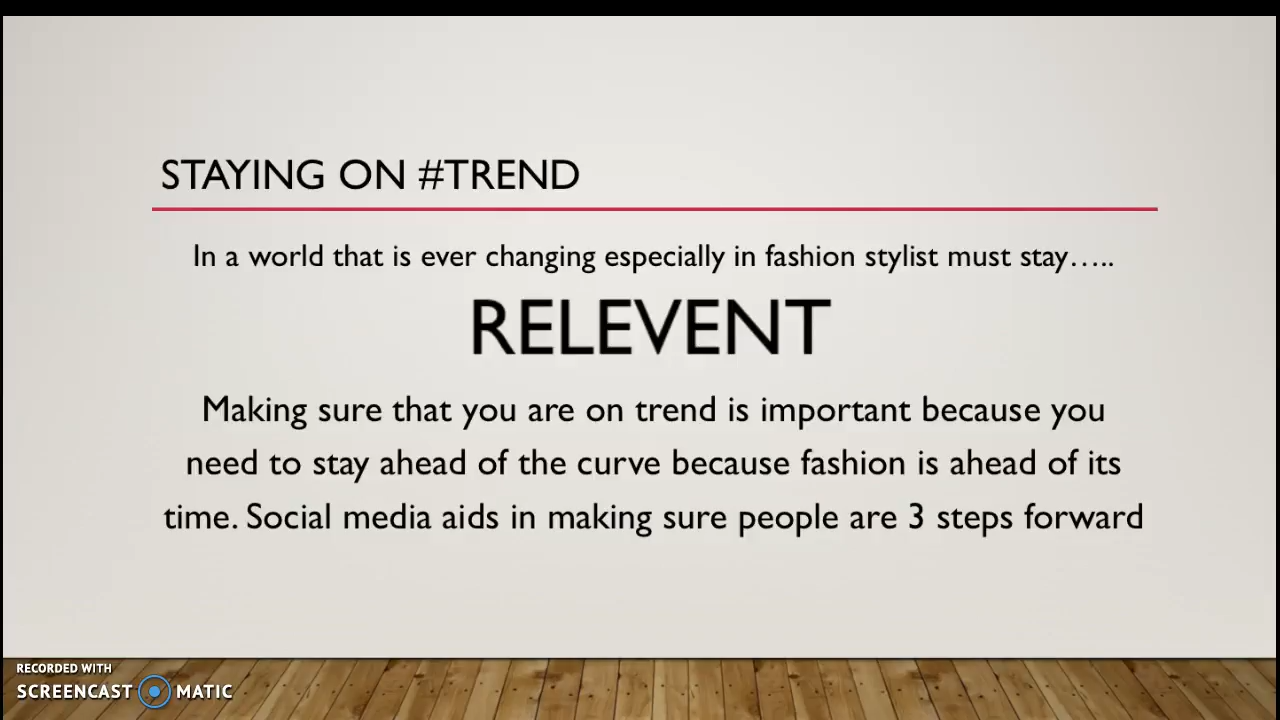 STAYING ON #TREND
In a world that is ever changing especially in fashion stylist must stay…..
RELEVENT
Making sure that you are on trend is important because you
need to stay ahead of the curve because fashion is ahead of its
time. Social media aids in making sure people are 3 steps forward
RECORDED WITH
SCREENCAST MATIC